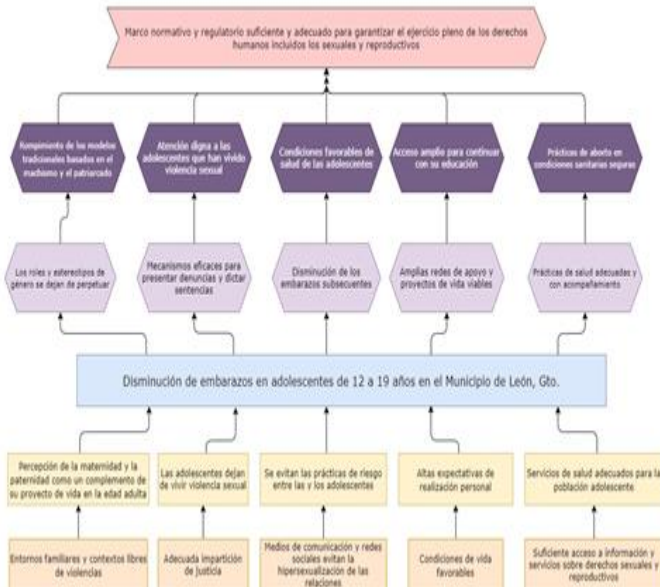 Marco normativo y regulatorio suficiente y adecuado para garantizar el ejercicio pleno de los derechos
humanos incluidos los sexuales y reproductivos
Rompimiento de los modelos
tradicionales basados en el
machismo y el patriarcado
Atención digna a las
adolescentes que han vivido
violencia sexual
Condiciones favorables de
salud de las adolescentes
Acceso amplio para continuar
con su educación
Prácticas de aborto en
condiciones sanitarias seguras
Los roles y estereotipos de
género se dejan de perpetuar
Mecanismos eficaces para
presentar denuncias y dictar
sentencias
Disminución de los
embarazos subsecuentes
Amplias redes de apoyo y
proyectos de vida viables
Prácticas de salud adecuadas y
con acompañamiento
Disminución de embarazos en adolescentes de 12 a 19 años en el Municipio de León, Gto.
Percepción de la maternidad y la
paternidad como un complemento de
su proyecto de vida en la edad adulta
Las adolescentes dejan de
vivir violencia sexual
Se evitan las prácticas de riesgo
entre las y los adolescentes
Altas expectativas de
realización personal
Servicios de salud adecuados para la
población adolescente
Entornos familiares y contextos libres
de violencias
Adecuada impartición
de Justicia
Medios de comunicación y redes
sociales evitan la
hipersexualización de las
relaciones
Condiciones de vida
favorables
Suficiente acceso a información y
servicios sobre derechos sexuales y
reproductivos